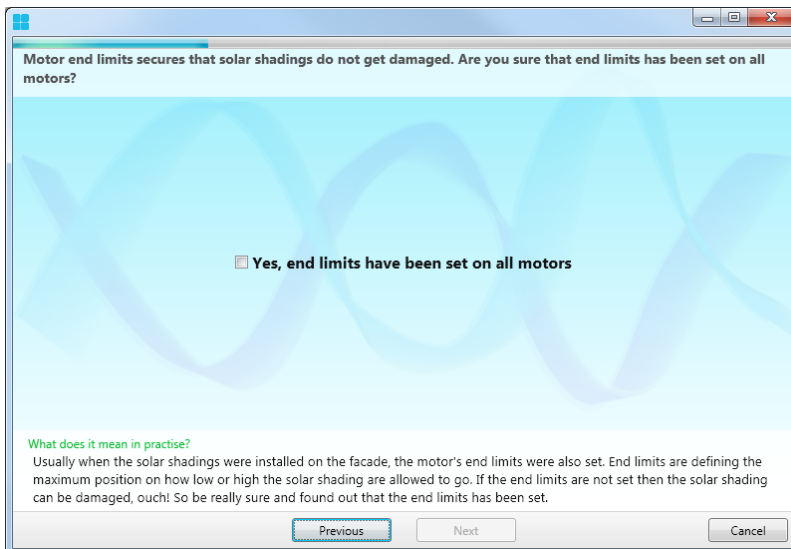 Motor end limits secures that solar shadings do not get damaged. Are you sure that end limits has been set on all
motors?
Yes, end limits have been set on all motors
What does it mean in practise?
Usually when the solar shadings were installed on the facade, the motor's end limits were also set. End limits are defining the
maximum position on how low or high the solar shading are allowed to go. If the end limits are not set then the solar shading
can be damaged, ouch! So be really sure and found out that the end limits has been set.
Previous
Next
Cancel